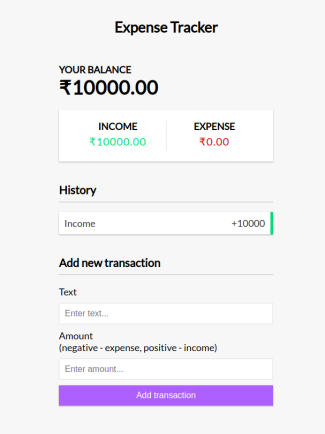 Expense Tracker
YOUR BALANCE
₹10000.00
INCOME EXPENSE
₹10000.00 ₹0.00
History
Income +10000
Add new transaction
Text
Enter text...
Amount
(negative - expense, positive - income)
Enter amount...
Add transaction